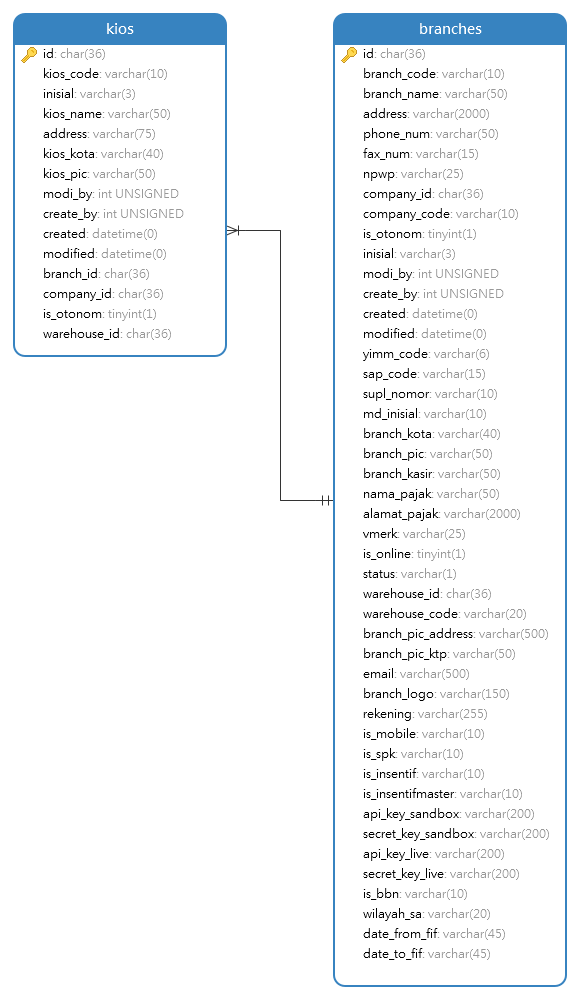 kios
id: char(36)
kios_code: varchar(10)
inisial: varchar(3)
kios_name: varchar(50)
address: varchar(75)
kios_kota: varchar(40)
kios_pic: varchar(50)
modi_by: int UNSIGNED
create_by: int UNSIGNED
created: datetime(0)
modified: datetime(0)
branch_id: char(36)
company_id: char(36)
is_otonom: tinyint(1)
warehouse_id: char(36)
branches
id: char(36)
branch_code: varchar(10)
branch_name: varchar(50)
address: varchar(2000)
phone_num: varchar(50)
fax_num: varchar(15)
npwp: varchar(25)
company_id: char(36)
company_code: varchar(10)
is_otonom: tinyint(1)
inisial: varchar(3)
modi_by: int UNSIGNED
create_by: int UNSIGNED
created: datetime(0)
modified: datetime(0)
yimm_code: varchar(6)
sap_code: varchar(15)
supl_nomor: varchar(10)
md_inisial: varchar(10)
branch_kota: varchar(40)
branch_pic: varchar(50)
branch_kasir: varchar(50)
nama_pajak: varchar(50)
alamat_pajak: varchar(2000)
vmerk: varchar(25)
is_online: tinyint(1)
status: varchar(1)
warehouse_id: char(36)
warehouse_code: varchar(20)
branch_pic_address: varchar(500)
branch_pic_ktp: varchar(50)
email: varchar(500)
branch_logo: varchar(150)
rekening: varchar(255)
is_mobile: varchar(10)
is_spk: varchar(10)
is_insentif: varchar(10)
is_insentifmaster: varchar(10)
api_key_sandbox: varchar(200)
secret_key_sandbox: varchar(200)
api_key_live: varchar(200)
secret_key_live: varchar(200)
is_bbn: varchar(10)
wilayah_sa: varchar(20)
date_from_fif: varchar(45)
date_to_fif: varchar(45)